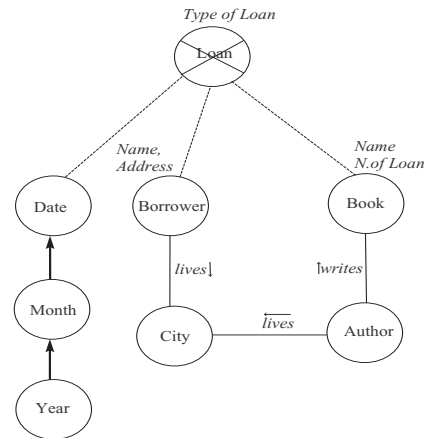 Type of Loan
Loan
Name,
Address
Name
N.of Loan
Date
Borrower
Book
lives↓
↑writes
Month
City
lives
Author
Year